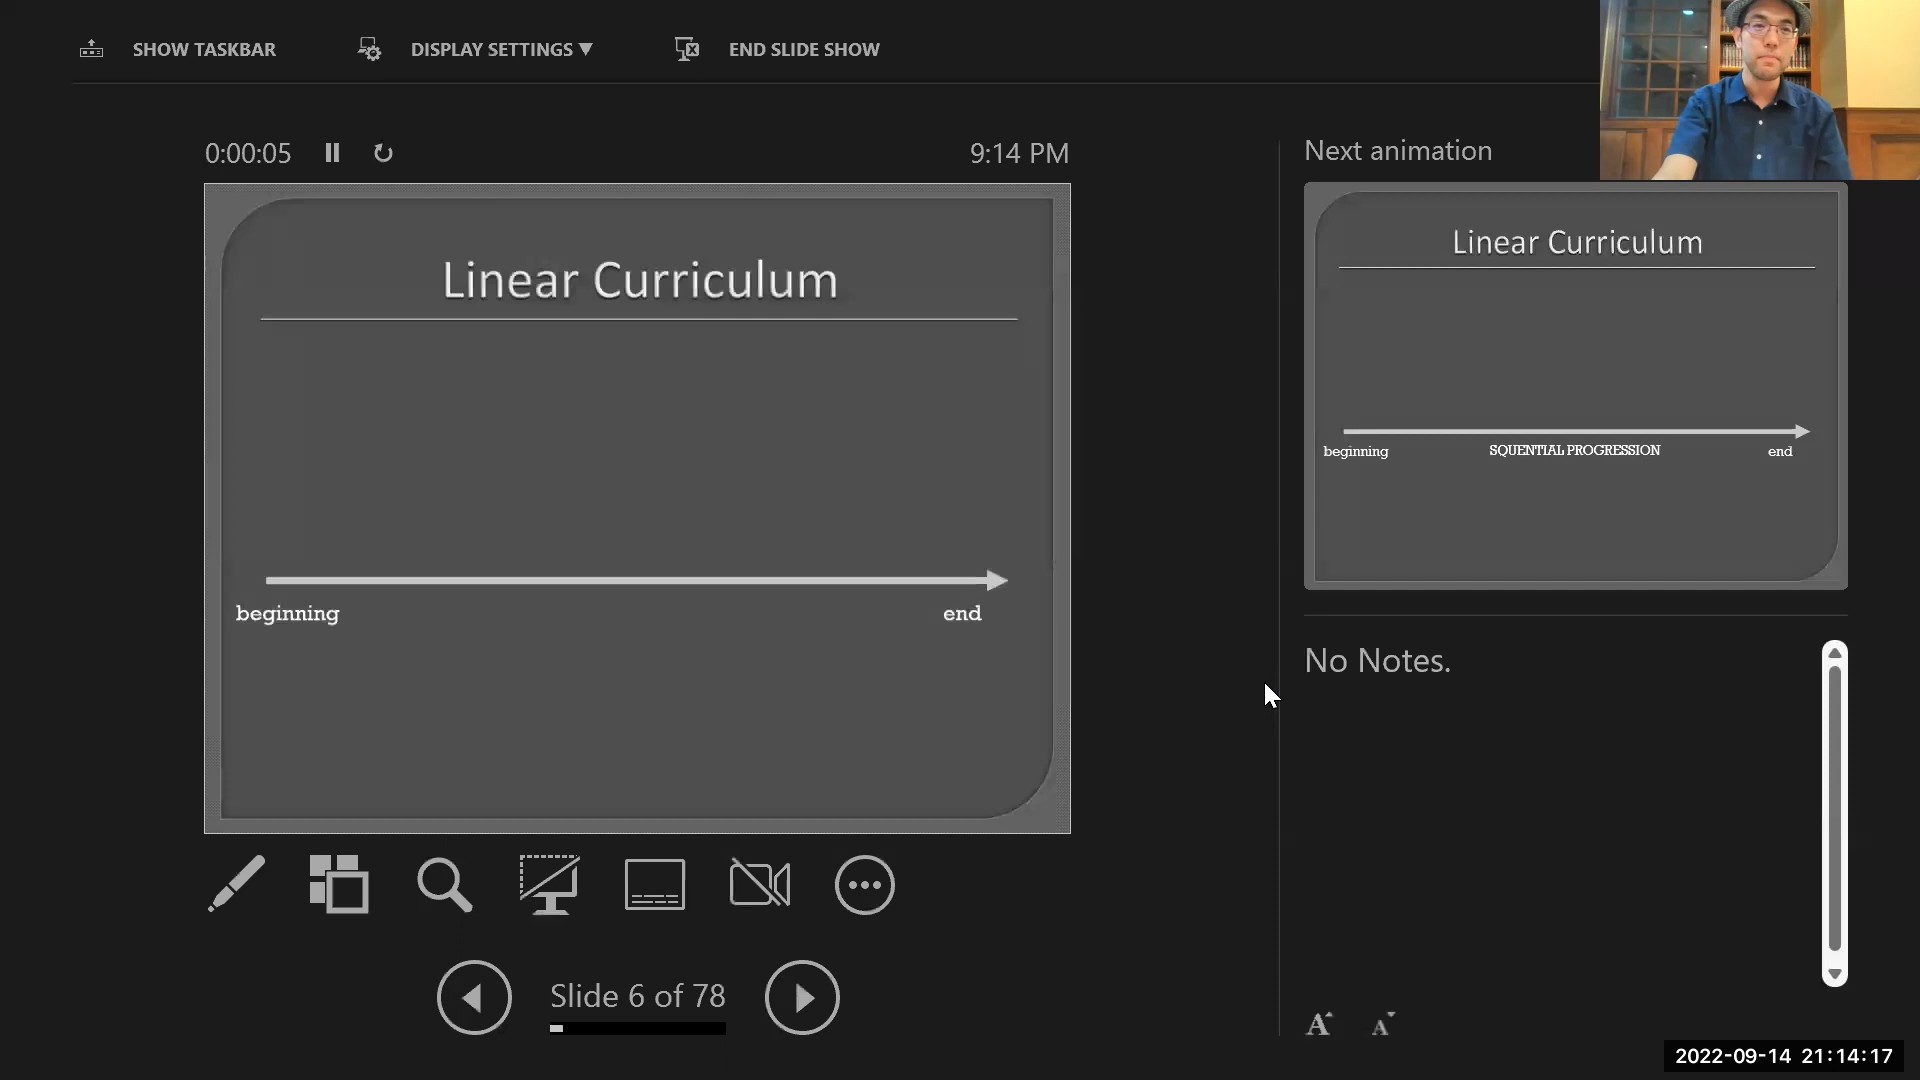 SHOW TASKBAR
DISPLAY SETTINGS ▼
END SLIDE SHOW
0:00:05
9:14 PM
Linear Curriculum
beginning
end
Slide 6 of 78
Next animation
Linear Curriculum
beginning
SQUENTIAL PROGRESSION
end
No Notes.
A A
2022-09-14 21:14:17